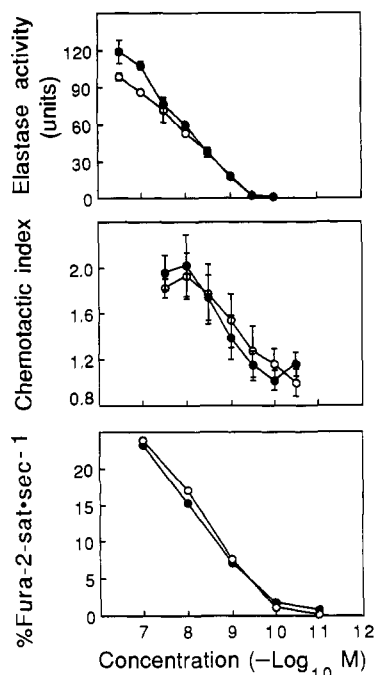 Elastase activity
(units)
120
90
60
30
0
Chemotactic index
2.0
1.6
1.2
0.8
%Fura-2-sat•sec-1
20
15
10
5
0
7 8 9 10 11 12
Concentration (−Log10 M)